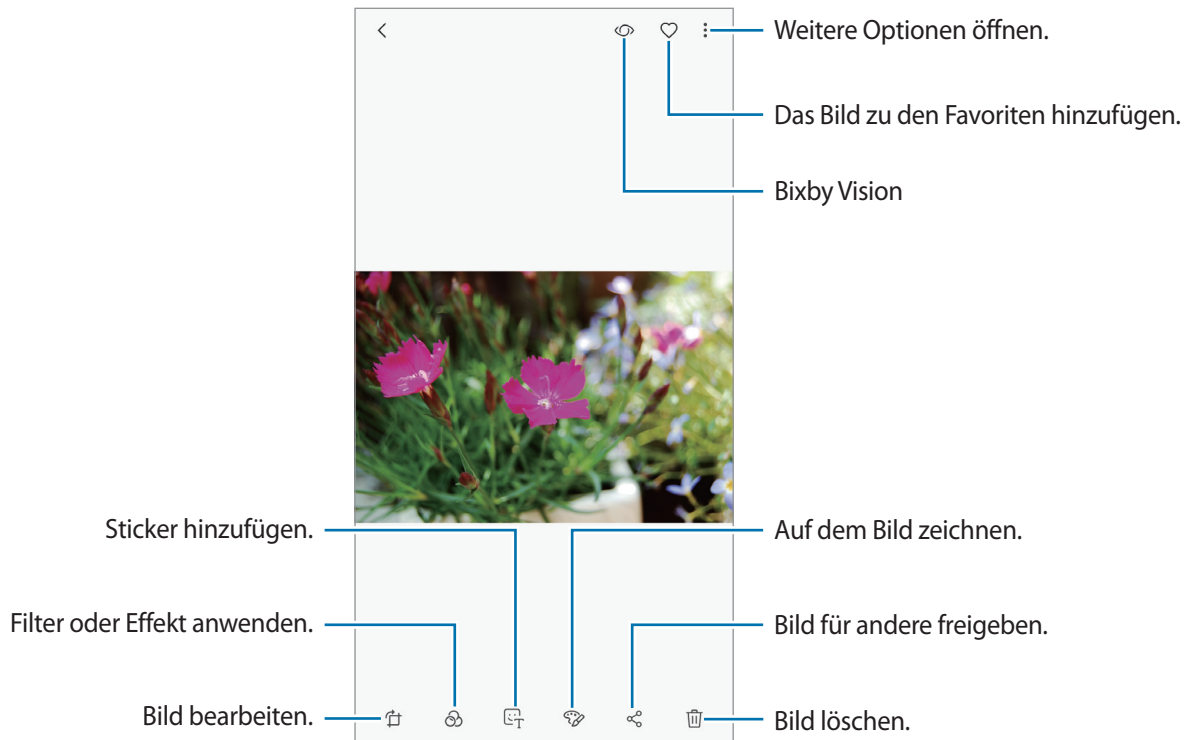 Weitere Optionen öffnen.
Das Bild zu den Favoriten hinzufügen.
Bixby Vision
Sticker hinzufügen.
Auf dem Bild zeichnen.
Filter oder Effekt anwenden.
Bild für andere freigeben.
Bild bearbeiten.
Bild löschen.